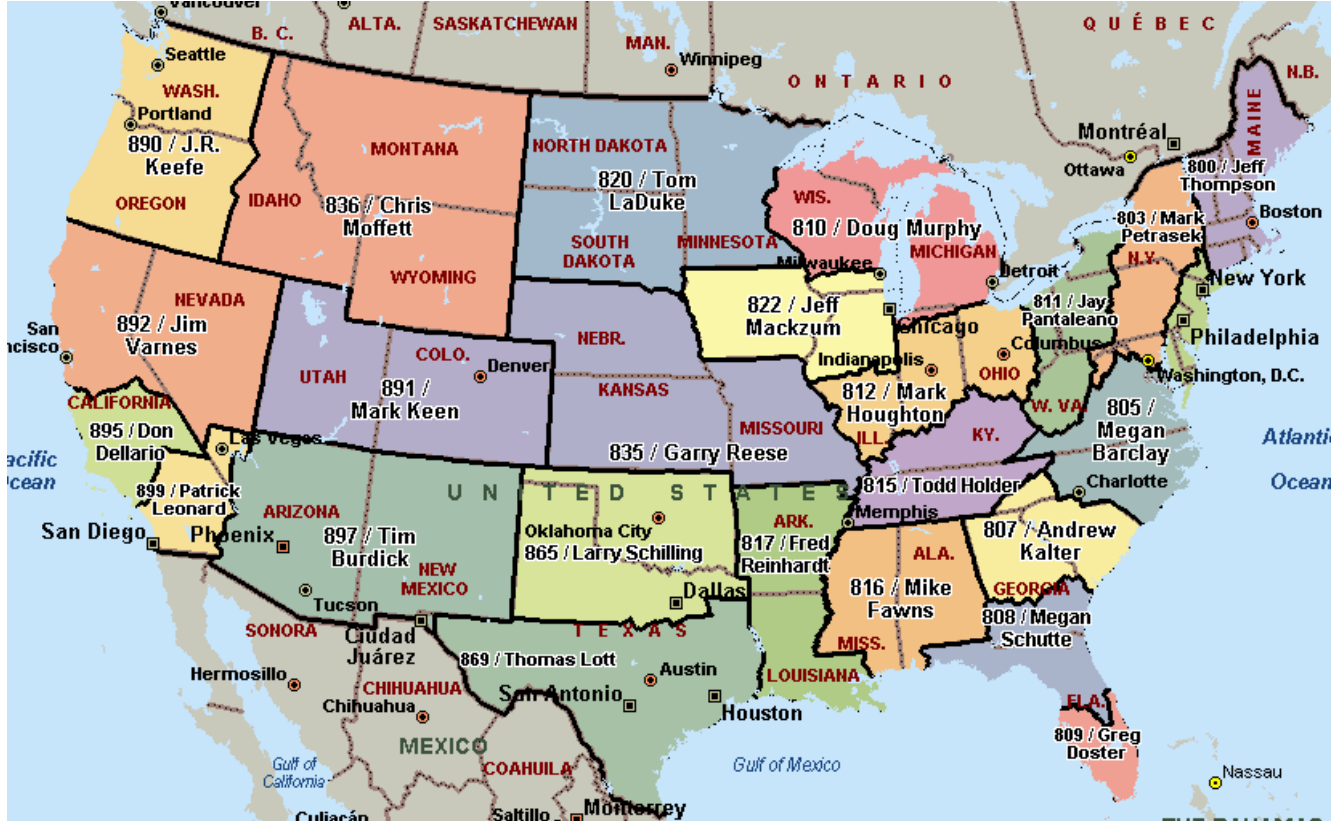 Vancouver
B. C.
ALTA.
SASKATCHEWAN
MAN.
Winnipeg
ONTARIO
QUÉBEC
N.B.
Seattle
WASH.
Portland
890 / J.R.
Keefe
OREGON
IDAHO
MONTANA
836 / Chris
Moffett
WYOMING
NORTH DAKOTA
820 / Tom
LaDuke
SOUTH
DAKOTA
MINNESOTA
WIS.
810 / Doug Murphy
MICHIGAN
Milwaukee
Detroit
Montréal
Ottawa
MAINE
800 / Jeff
Thompson
Boston
803 / Mark
Petrasek
N.Y.
New York
811 / Jay
Pantaleano
Philadelphia
Washington, D.C.
NEVADA
892 / Jim
Varnes
San
ncisco
UTAH
COLO.
Denver
891 /
Mark Keen
NEBR.
KANSAS
822 / Jeff
Mackzum
Chicago
Indianapolis
Columbus
OHIO
812 / Mark
Houghton
ILL.
W. VA.
MISSOURI
835 / Garry Reese
KY.
805 /
Megan
Barclay
Charlotte
815 / Todd Holder
Memphis
CALIFORNIA
895 / Don
Dellario
Las Vegas
899 / Patrick
Leonard
acific
cean
San Diego
Phoenix
ARIZONA
897 / Tim
Burdick
NEW
MEXICO
Tucson
UNITED STATES
Oklahoma City
865 / Larry Schilling
Dallas
ARK.
817 / Fred
Reinhardt
ALA.
816 / Mike
Fawns
MISS.
807 / Andrew
Kalter
GEORGIA
808 / Megan
Schutte
Atlantic
Ocean
SONORA
Ciudad
Juárez
TEXAS
869 / Thomas Lott
Austin
San Antonio
Houston
LOUISIANA
Hermosillo
CHIHUAHUA
Chihuahua
MEXICO
COAHUILA
Gulf of
California
Gulf of Mexico
FLA.
809 / Greg
Doster
Nassau
Culiacán
Saltillo
Monterrey
THE BAHAMAS